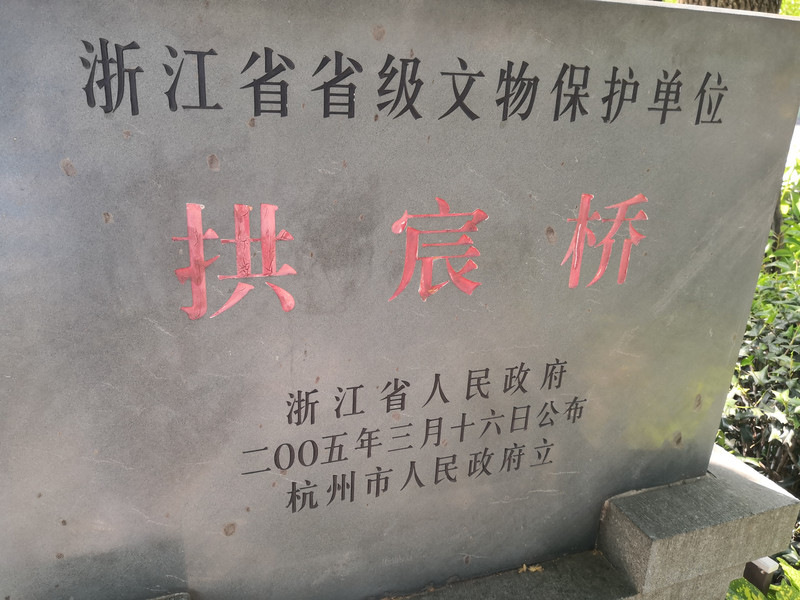 浙江省省级文物保护单位
拱宸桥
浙江省人民政府
二〇〇五年三月十六日公布
杭州市人民政府立